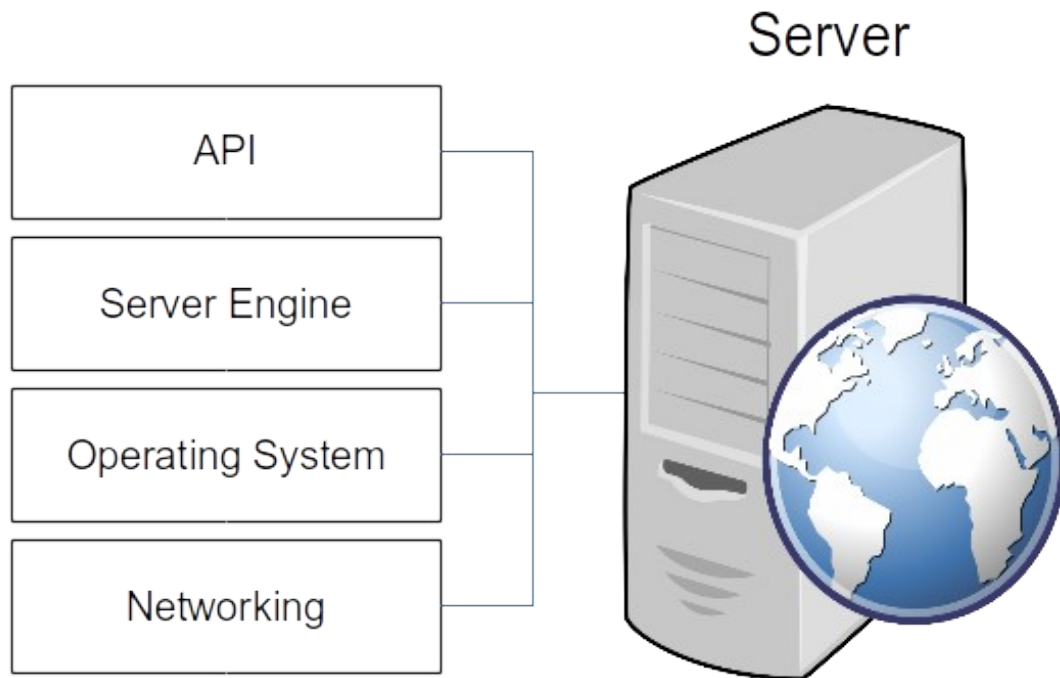 Server
API
Server Engine
Operating System
Networking